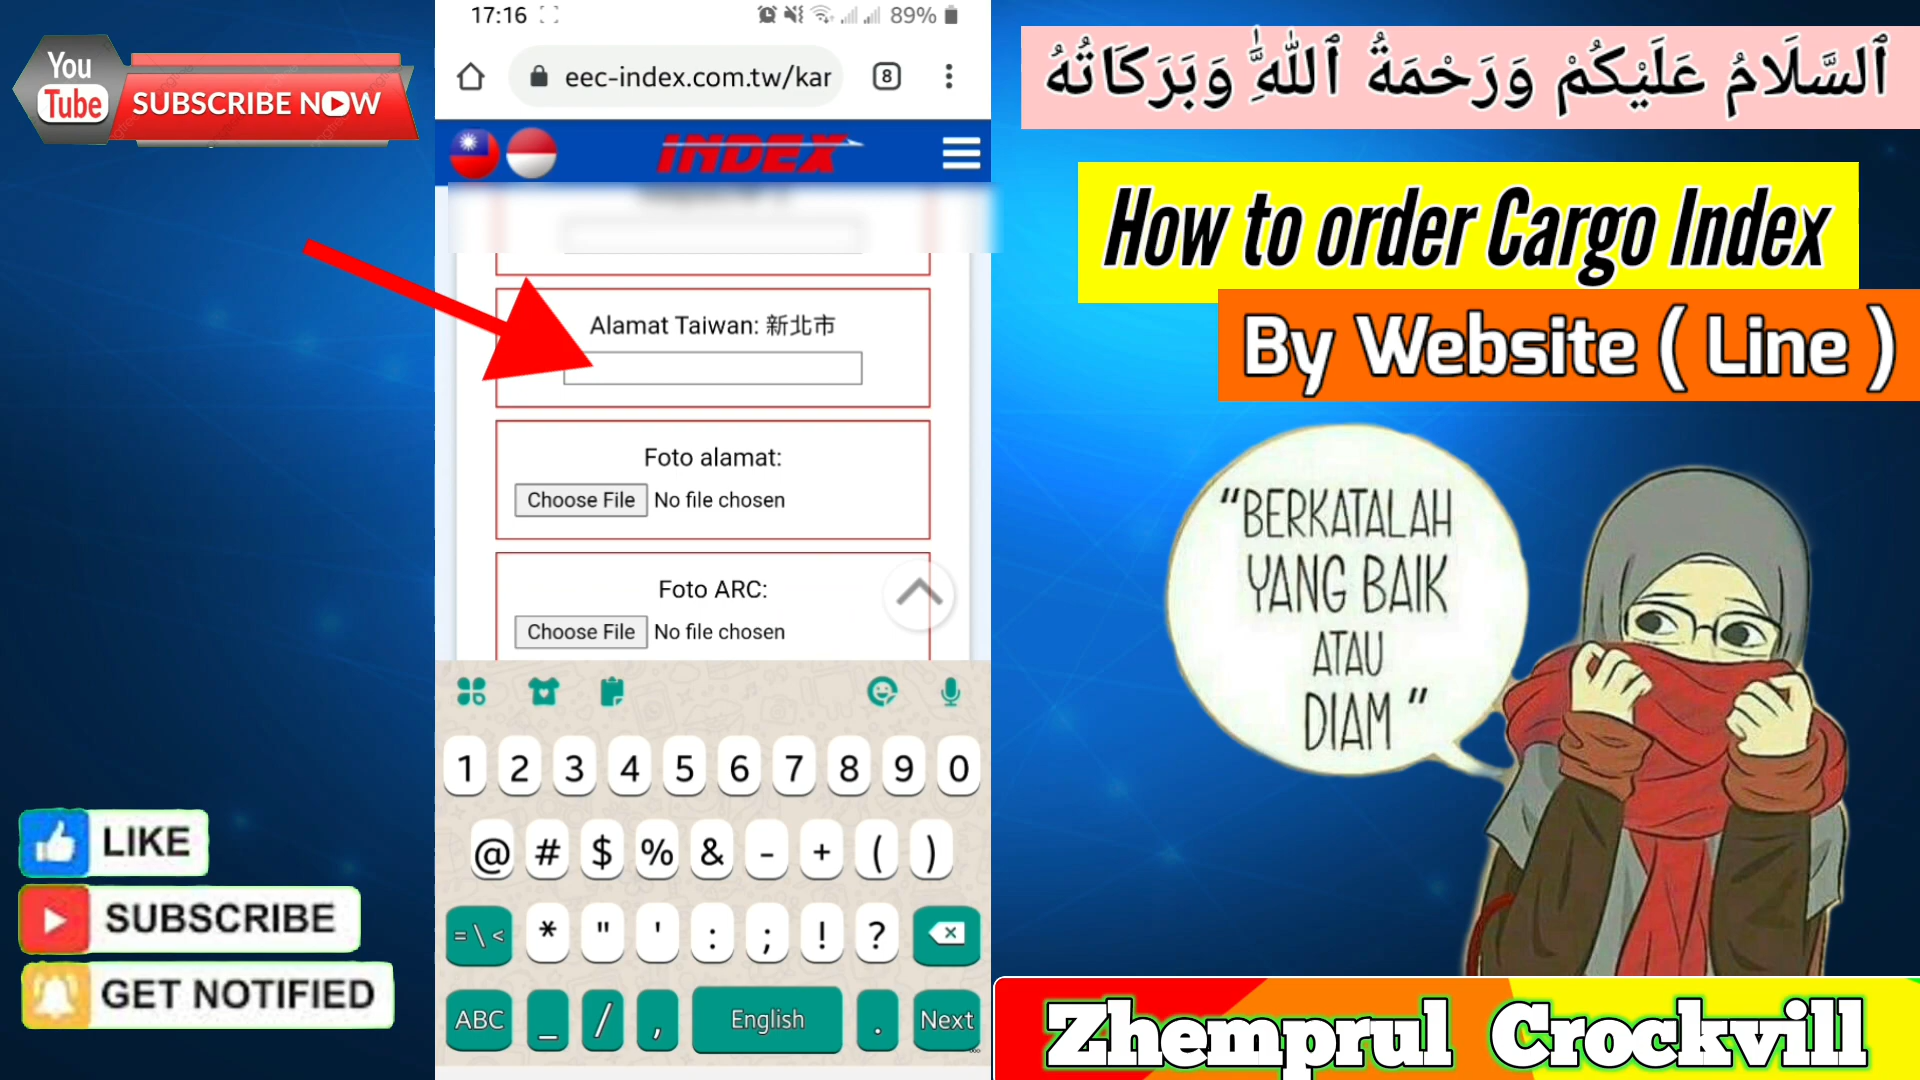 You
Tube
SUBSCRIBE NOW
17:16
89%
eec-index.com.tw/kar
8
INDEX
Alamat Taiwan: 新北市
Foto alamat:
Choose File No file chosen
Foto ARC:
Choose File No file chosen
1 2 3 4 5 6 7 8 9 0
@ # $ % & - + ( )
= \ < * " ' : ; ! ?
ABC _ / , English . Next
LIKE
SUBSCRIBE
GET NOTIFIED
ٱلسَّلَامُ عَلَيْكُمْ وَرَحْمَةُ ٱللَّٰهِ وَبَرَكَاتُهُ
How to order Cargo Index
By Website ( Line )
“BERKATALAH
YANG BAIK
ATAU
DIAM ”
Zhemprul Crockvill